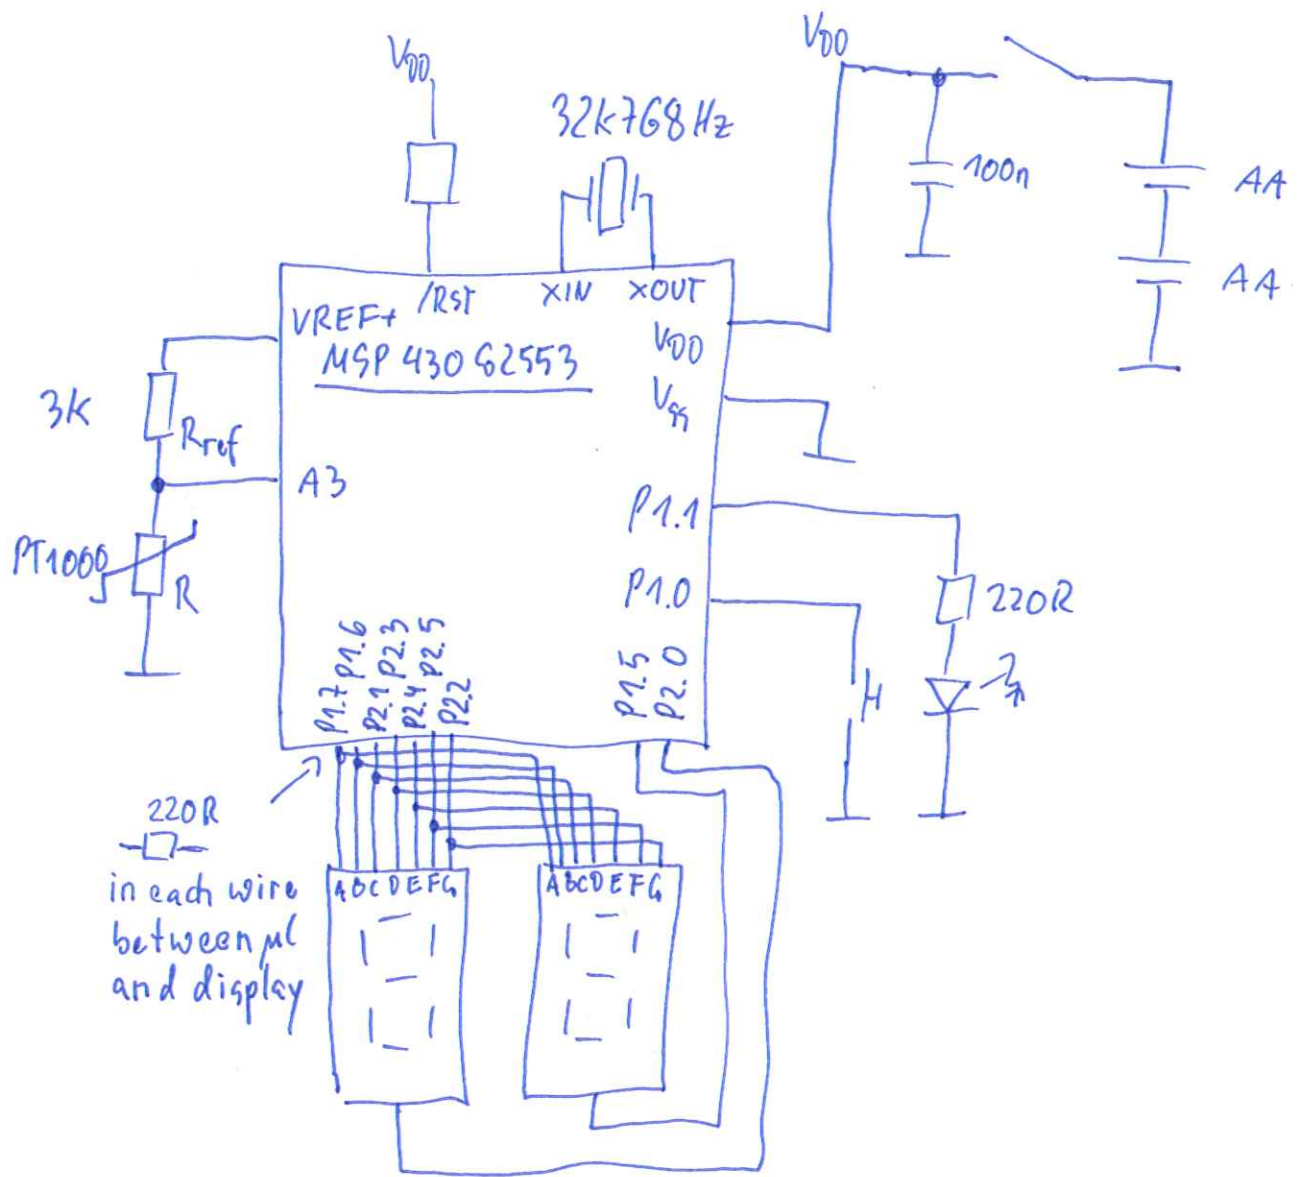 VDD
VDD
32K768Hz
100n
AA
AA
/RST
XIN
XOUT
VREF+
MSP430G2553
VDD
Vss
3K
Rref
A3
P1.1
PT1000
R
P1.0
220R
P1.7
P1.6
P2.1
P2.3
P2.4
P2.5
P2.2
P1.5
P2.0
220R
in each wire
between µC
and display
A B C D E F G
A B C D E F G